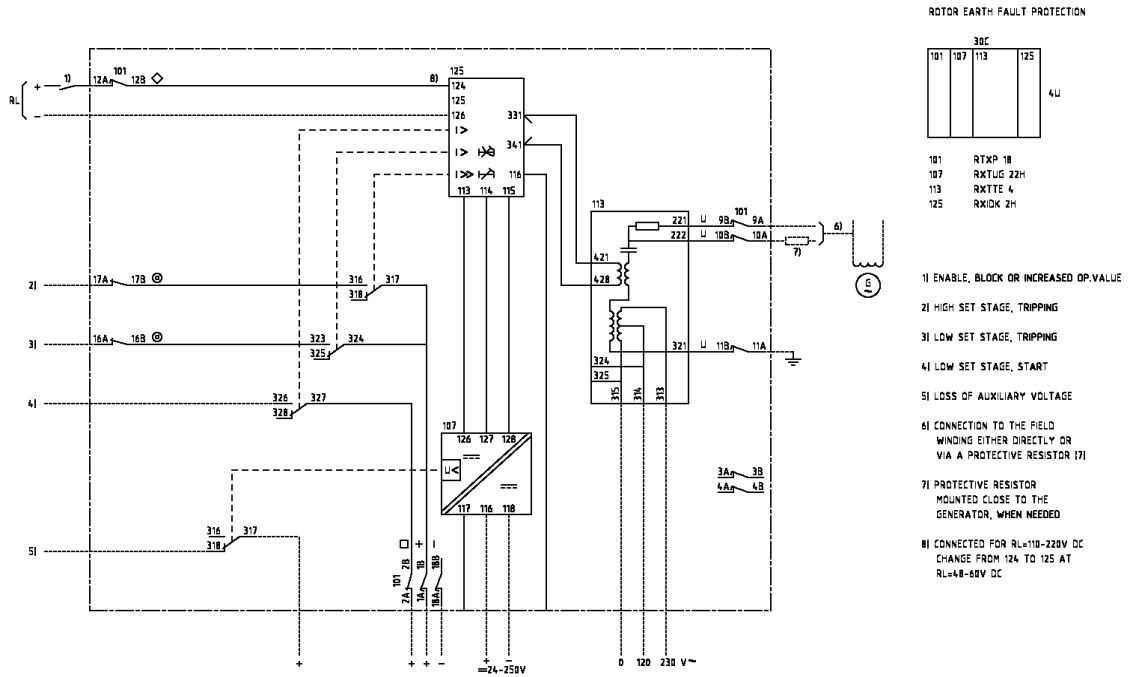 ROTOR EARTH FAULT PROTECTION
30C
101 107 113 125
4U
101 RTXP 18
107 RXTUG 22H
113 RXTTE 4
125 RXIDK 2H
1) ENABLE, BLOCK OR INCREASED OP.VALUE
2) HIGH SET STAGE, TRIPPING
3) LOW SET STAGE, TRIPPING
4) LOW SET STAGE, START
5) LOSS OF AUXILIARY VOLTAGE
6) CONNECTION TO THE FIELD
WINDING EITHER DIRECTLY OR
VIA A PROTECTIVE RESISTOR (7)
7) PROTECTIVE RESISTOR
MOUNTED CLOSE TO THE
GENERATOR, WHEN NEEDED
8) CONNECTED FOR RL=110-220V DC
CHANGE FROM 124 TO 125 AT
RL=48-60V DC
RL + 1) 12A 101 12B 8) 125
124
125
-
126
I>
I>
I>>
331
341
116
113 114 115
113
221 U 9B 101 9A
222 U 10B 10A
6)
7)
G
421
428
321 U 11B 11A
324
325
315 314 313
2) 17A 17B 316 317
318
3) 16A 16B 323 324
325
4) 326 327
328
107
126 127 128
U<
117 116 118
3A 3B
4A 4B
5) 316 317
318
+ -
101 2B 1B 18B
2A 1A 18A
+ + + - + -
=24-250V
0 120 230 V~